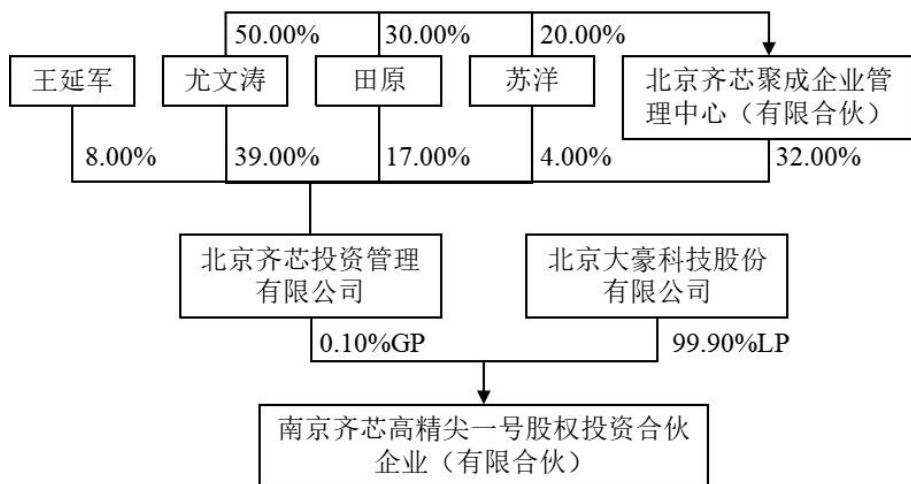 50.00%
30.00%
20.00%
王延军
尤文涛
田原
苏洋
北京齐芯聚成企业管
理中心（有限合伙）
8.00%
39.00%
17.00%
4.00%
32.00%
北京齐芯投资管理
有限公司
北京大豪科技股份
有限公司
0.10%GP
99.90%LP
南京齐芯高精尖一号股权投资合伙
企业（有限合伙）